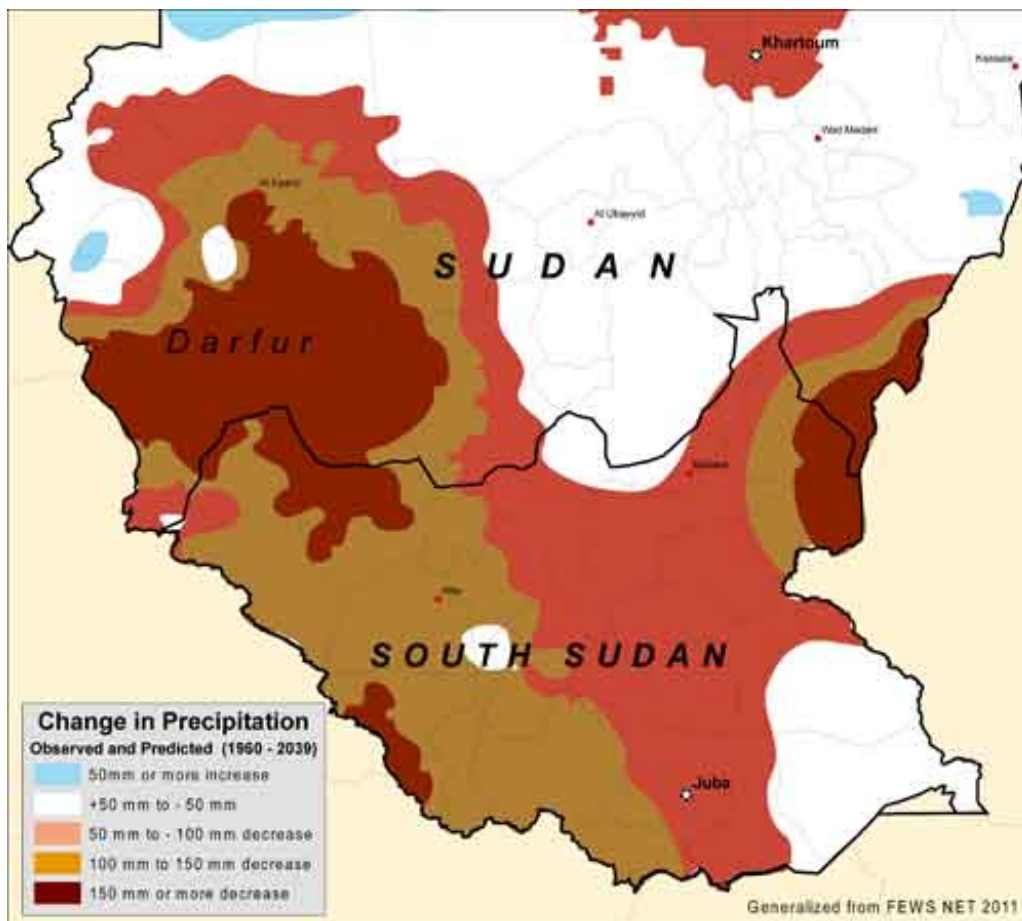 Khartoum
Kassala
Wad Medani
Al Fashir
Al Ubayyid
SUDAN
Darfur
Malakal
Wau
SOUTH SUDAN
Juba
Change in Precipitation
Observed and Predicted (1960 - 2039)
50mm or more increase
+50 mm to - 50 mm
50 mm to - 100 mm decrease
100 mm to 150 mm decrease
150 mm or more decrease
Generalized from FEWS NET 2011